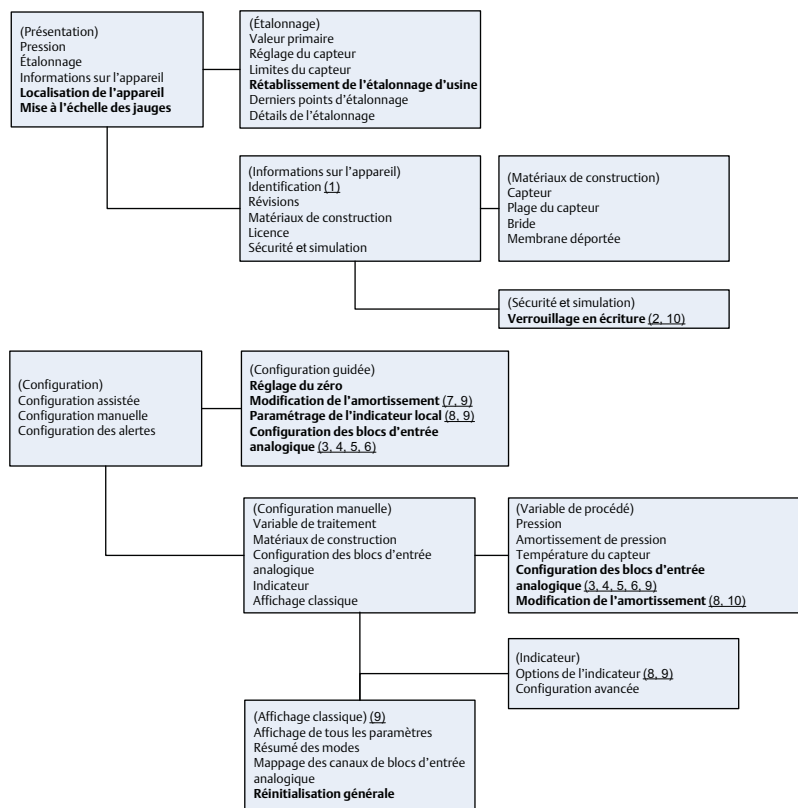 (Présentation)
Pression
Étalonnage
Informations sur l'appareil
Localisation de l'appareil
Mise à l'échelle des jauges
(Étalonnage)
Valeur primaire
Réglage du capteur
Limites du capteur
Rétablissement de l'étalonnage d'usine
Derniers points d'étalonnage
Détails de l'étalonnage
(Informations sur l'appareil)
Identification (1)
Révisions
Matériaux de construction
Licence
Sécurité et simulation
(Matériaux de construction)
Capteur
Plage du capteur
Bride
Membrane déportée
(Sécurité et simulation)
Verrouillage en écriture (2, 10)
(Configuration)
Configuration assistée
Configuration manuelle
Configuration des alertes
(Configuration guidée)
Réglage du zéro
Modification de l'amortissement (7, 9)
Paramétrage de l'indicateur local (8, 9)
Configuration des blocs d'entrée
analogique (3, 4, 5, 6)
(Configuration manuelle)
Variable de traitement
Matériaux de construction
Configuration des blocs d'entrée
analogique
Indicateur
Affichage classique
(Variable de procédé)
Pression
Amortissement de pression
Température du capteur
Configuration des blocs d'entrée
analogique (3, 4, 5, 6, 9)
Modification de l'amortissement (8, 10)
(Indicateur)
Options de l'indicateur (8, 9)
Configuration avancée
(Affichage classique) (9)
Affichage de tous les paramètres
Résumé des modes
Mappage des canaux de blocs d'entrée
analogique
Réinitialisation générale